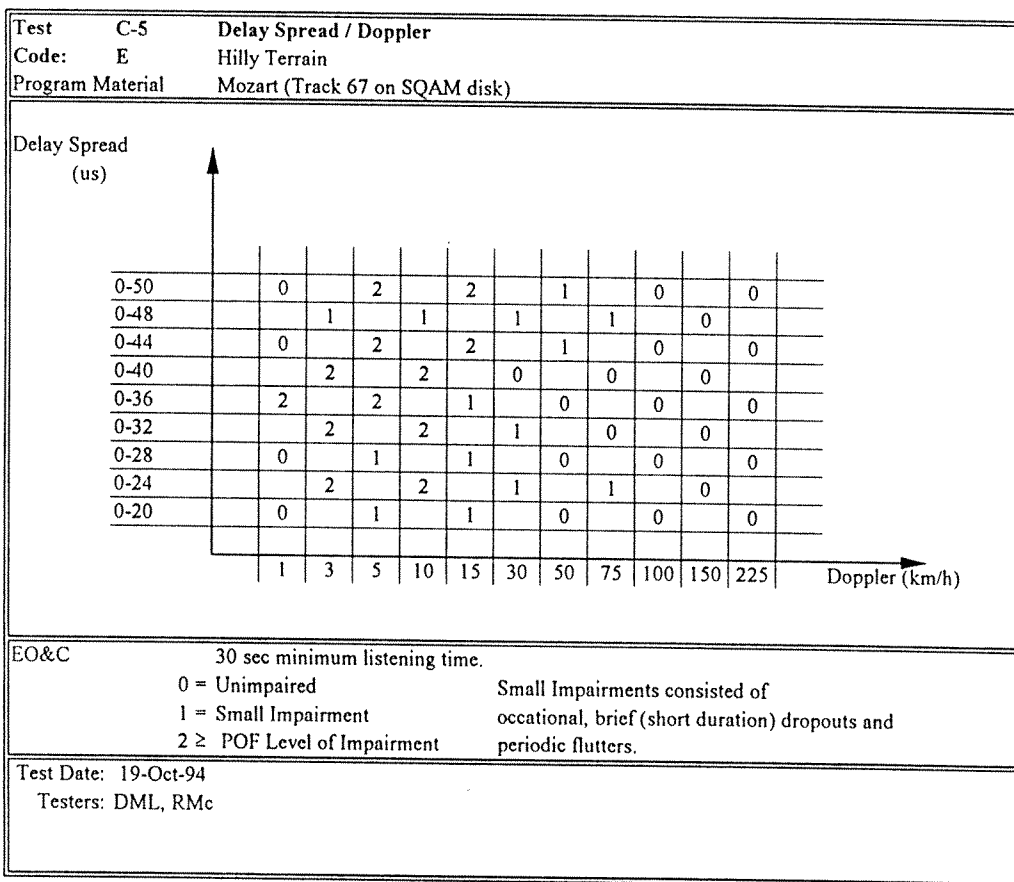 Test C-5 Delay Spread / Doppler
Code: E Hilly Terrain
Program Material Mozart (Track 67 on SQAM disk)
Delay Spread
(us)
0-50 0 2 2 1 0 0
0-48 1 1 1 1 0
0-44 0 2 2 1 0 0
0-40 2 2 0 0 0
0-36 2 2 1 0 0 0
0-32 2 2 1 0 0
0-28 0 1 1 0 0 0
0-24 2 2 1 1 0
0-20 0 1 1 0 0 0
1 3 5 10 15 30 50 75 100 150 225 Doppler (km/h)
EO&C 30 sec minimum listening time.
0 = Unimpaired Small Impairments consisted of
1 = Small Impairment occational, brief (short duration) dropouts and
2 ≥ POF Level of Impairment periodic flutters.
Test Date: 19-Oct-94
Testers: DML, RMc